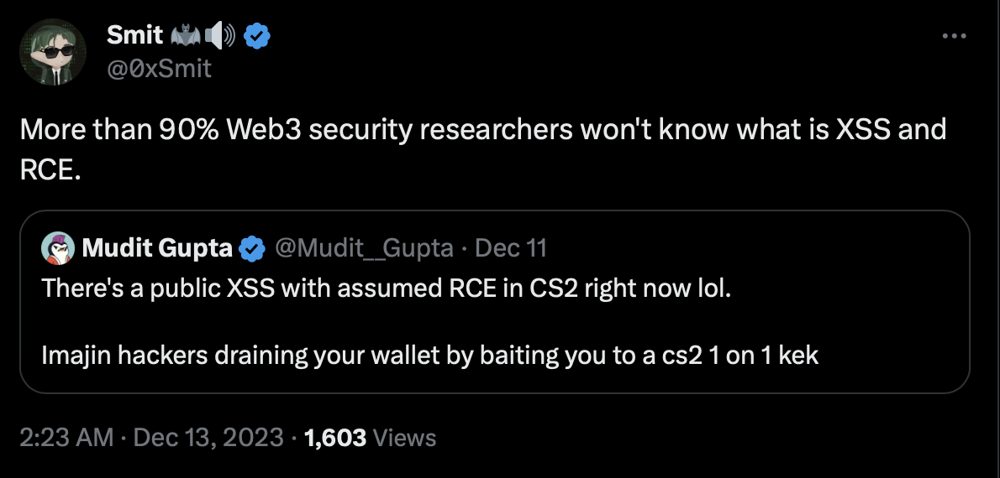 Smit 🦇🔊
@0xSmit
More than 90% Web3 security researchers won't know what is XSS and
RCE.
Mudit Gupta @Mudit__Gupta · Dec 11
There's a public XSS with assumed RCE in CS2 right now lol.
Imajin hackers draining your wallet by baiting you to a cs2 1 on 1 kek
2:23 AM · Dec 13, 2023 · 1,603 Views